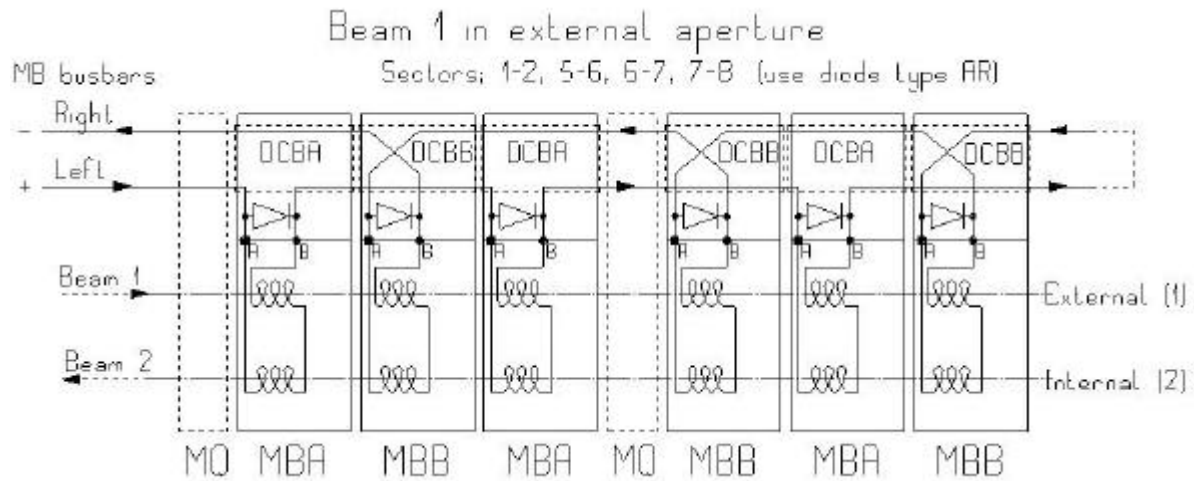 Beam 1 in external aperture
MB busbars Sectors; 1-2, 5-6, 6-7, 7-8 (use diode type AR)
- Right
DCBA DCBB DCBA DCBB DCBA DCBB
+ Left
A B A B A B A B A B A B
Beam 1 External (1)
Beam 2 Internal (2)
MQ MBA MBB MBA MQ MBB MBA MBB